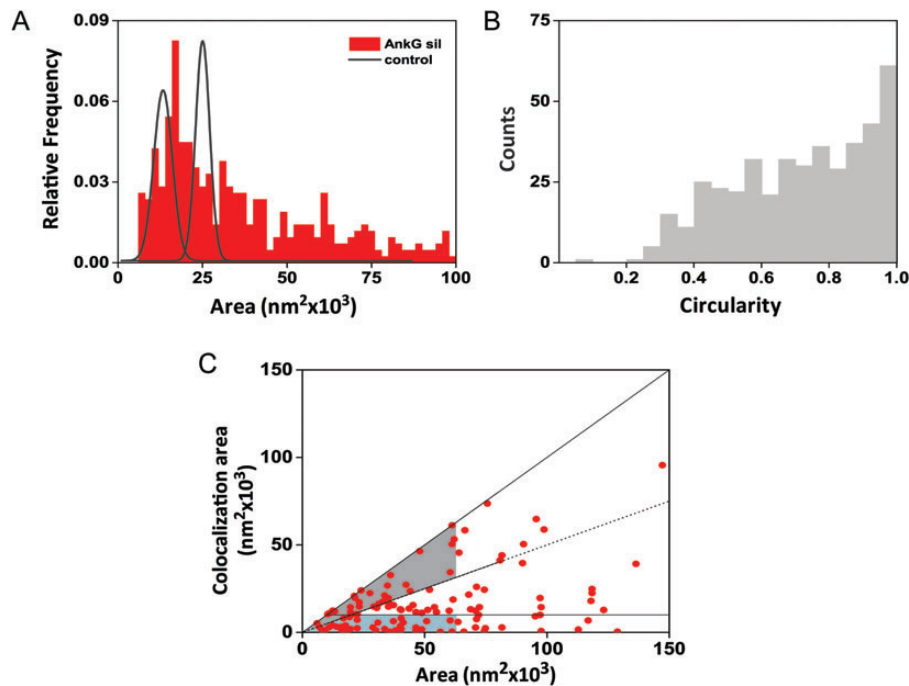 A
0.09
0.06
0.03
0.00
Relative Frequency
AnkG sil
control
0
25
50
75
100
Area (nm²x10³)
B
75
50
25
0
Counts
0.2
0.4
0.6
0.8
1.0
Circularity
C
150
100
50
0
Colocalization area
(nm²x10³)
0
50
100
150
Area (nm²x10³)